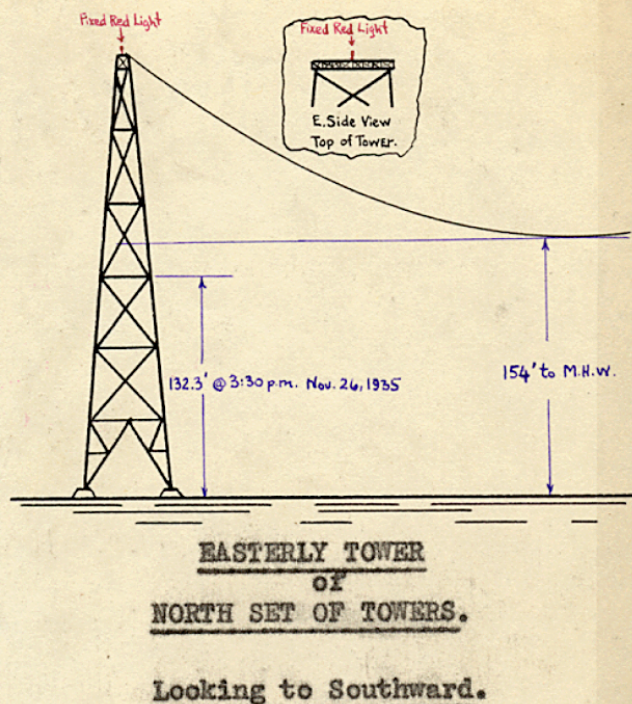 Fixed Red Light
Fixed Red Light
E. Side View
Top of Tower.
132.3' @ 3:30 p.m. Nov. 26, 1935
154' to M.H.W.
EASTERLY TOWER
of
NORTH SET OF TOWERS.
Looking to Southward.